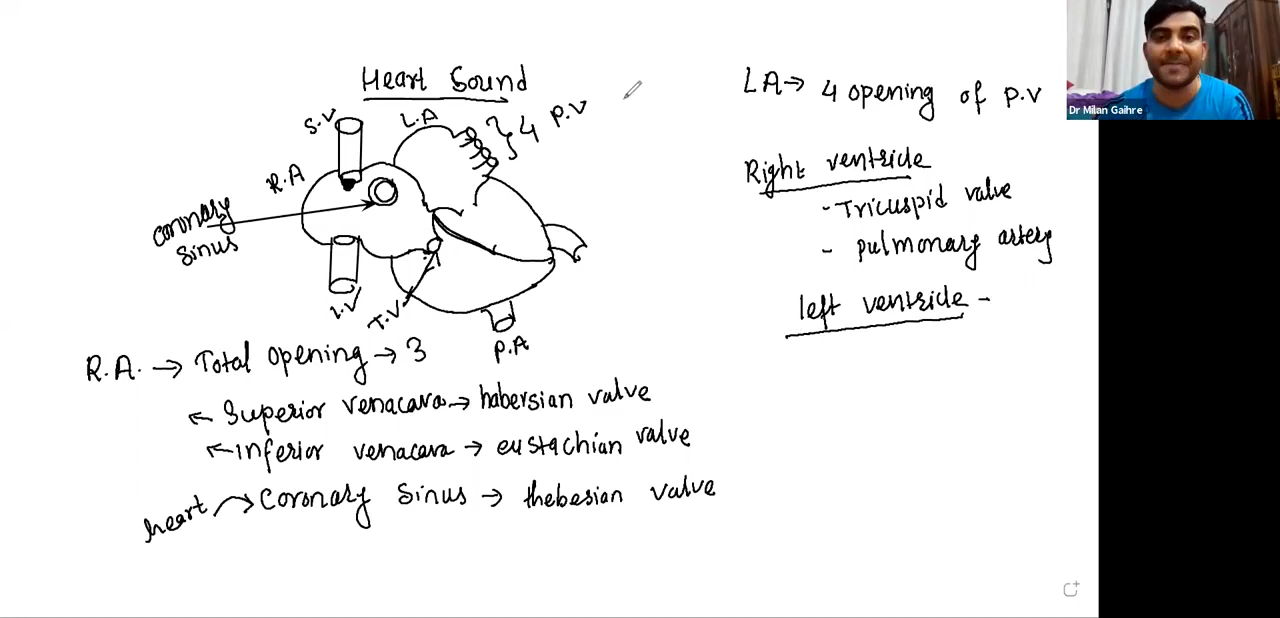 Heart Sound
S.V
L.A
4 P.V
R.A
Coronary
Sinus
I.V
T.V
P.A
R.A. → Total opening → 3
Superior venacava → habersian valve
Inferior venacava → eustachian valve
heart → Coronary Sinus → thebesian valve
LA → 4 opening of P.V
Right ventricle
- Tricuspid valve
- pulmonary artery
left ventricle -
Dr Milan Gaihre